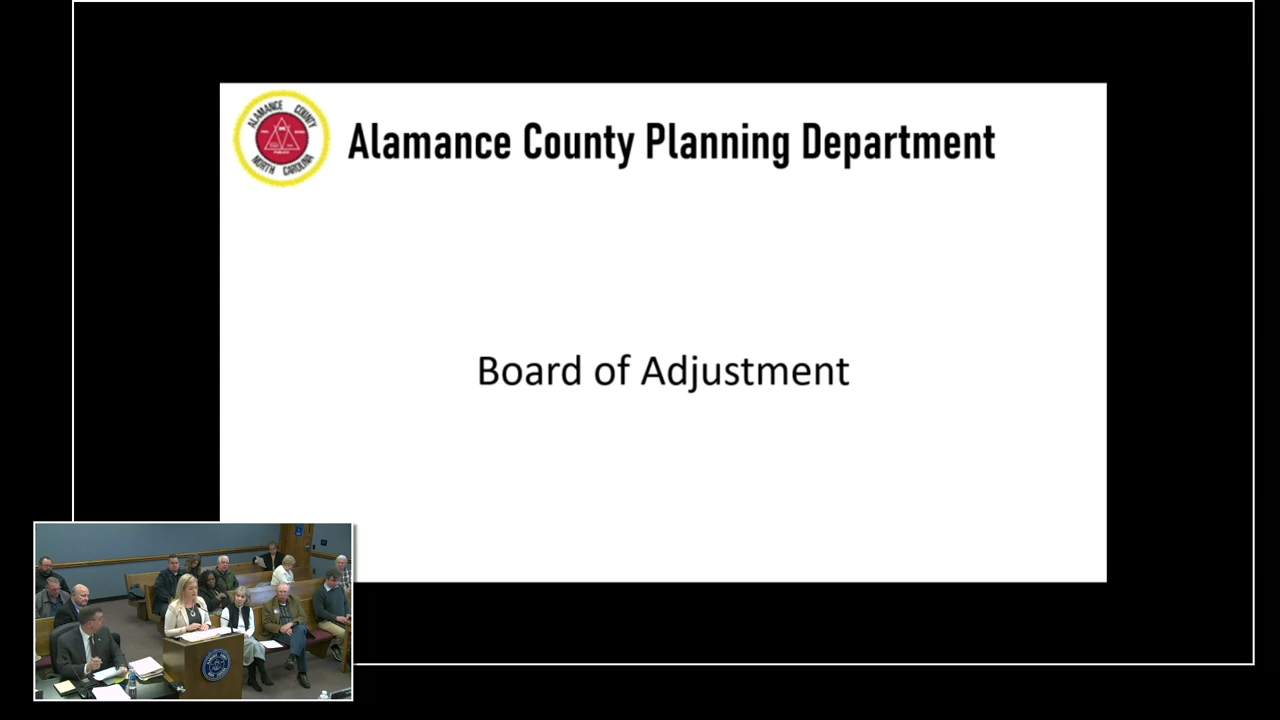 ALAMANCE COUNTY
NORTH CAROLINA
Alamance County Planning Department
Board of Adjustment